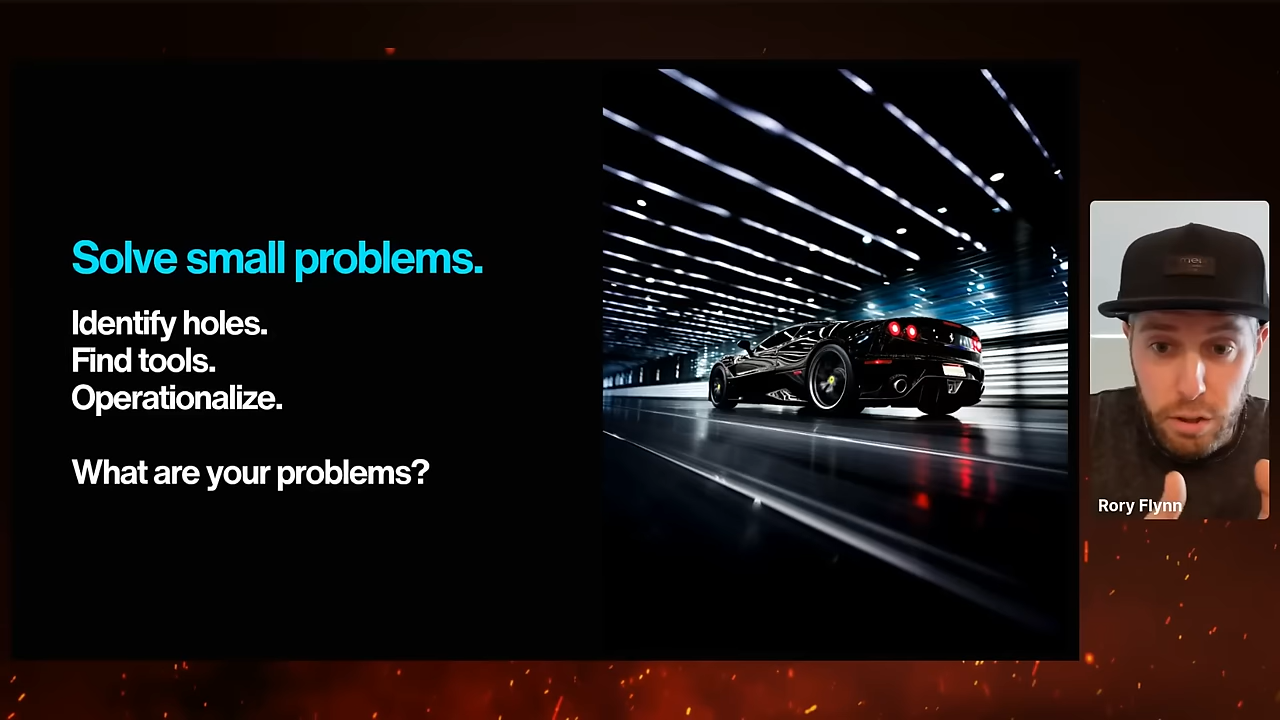 Solve small problems.
Identify holes.
Find tools.
Operationalize.
What are your problems?
Rory Flynn